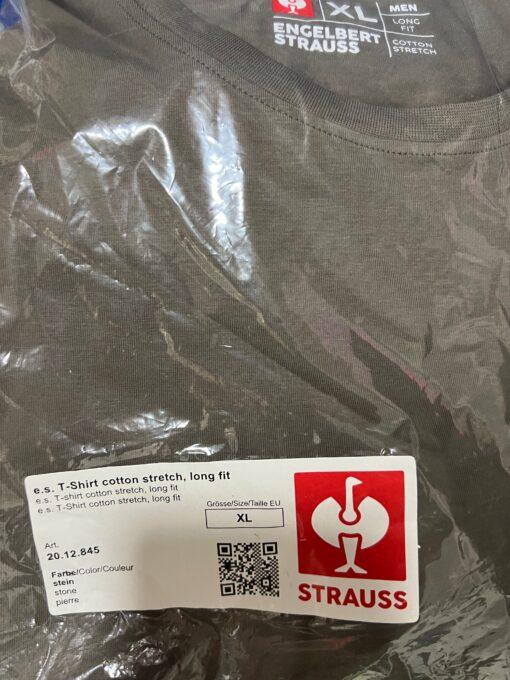 XL
MEN
LONG
FIT
COTTON
STRETCH
ENGELBERT
STRAUSS
e.s. T-Shirt cotton stretch, long fit
e.s. T-shirt cotton stretch, long fit
e.s. T-Shirt cotton stretch, long fit
Grösse/Size/Taille EU
XL
Art.
20.12.845
Farbe/Color/Couleur
stein
stone
pierre
STRAUSS